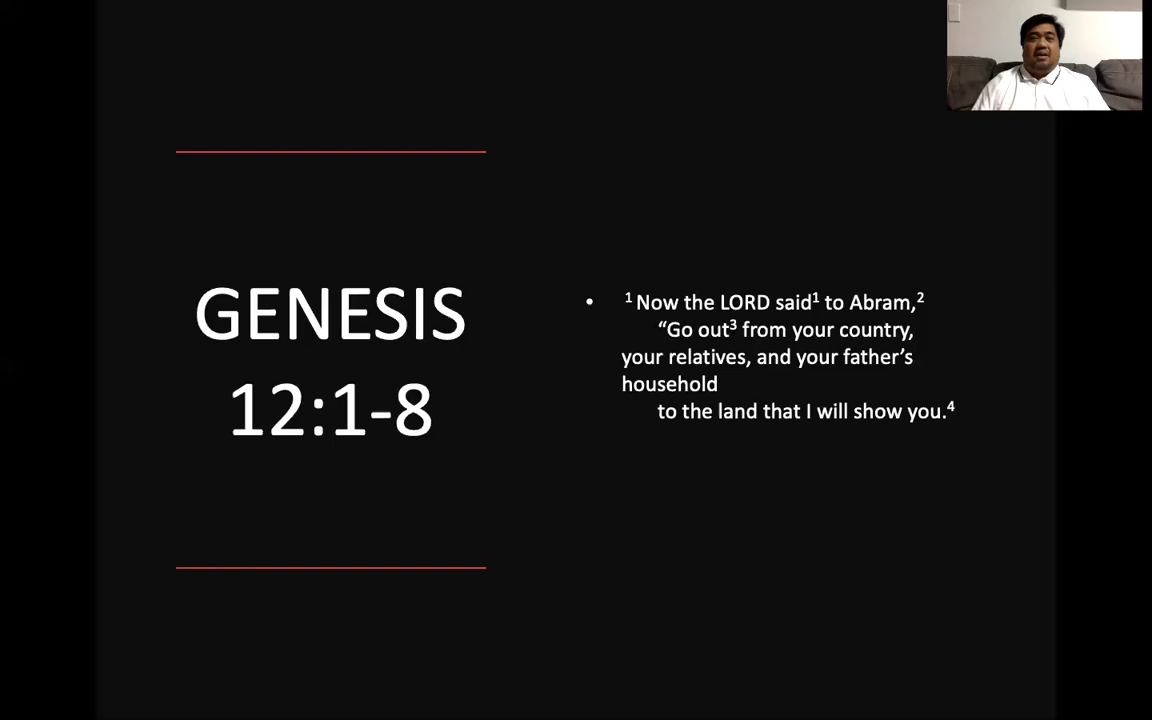 GENESIS
12:1-8
• ¹ Now the LORD said¹ to Abram,²
“Go out³ from your country,
your relatives, and your father’s
household
to the land that I will show you.⁴